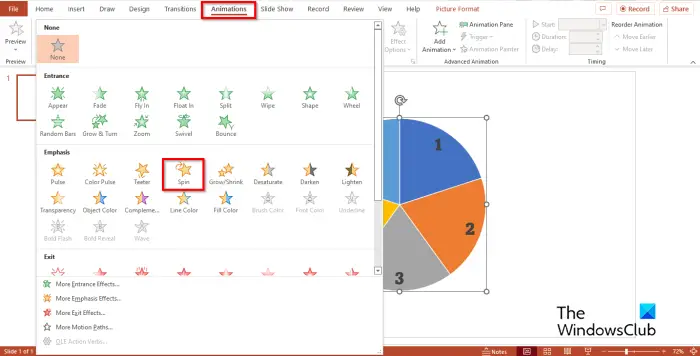 File Home Insert Draw Design Transitions Animations Slide Show Record Review View Help Picture Format Record
Preview
Preview
None
None
Entrance
Appear Fade Fly In Float In Split Wipe Shape Wheel
Random Bars Grow & Turn Zoom Swivel Bounce
Emphasis
Pulse Color Pulse Teeter Spin Grow/Shrink Desaturate Darken Lighten
Transparency Object Color Compleme... Line Color Fill Color Brush Color Font Color Underline
Bold Flash Bold Reveal Wave
Exit
More Entrance Effects...
More Emphasis Effects...
More Exit Effects...
More Motion Paths...
OLE Action Verbs...
Effect Options
Add Animation
Animation Pane
Trigger
Animation Painter
Advanced Animation
Start:
Duration:
Delay:
Reorder Animation
Move Earlier
Move Later
Timing
1
1
2
3
The
WindowsClub
Slide 1 of 1 Notes 72%